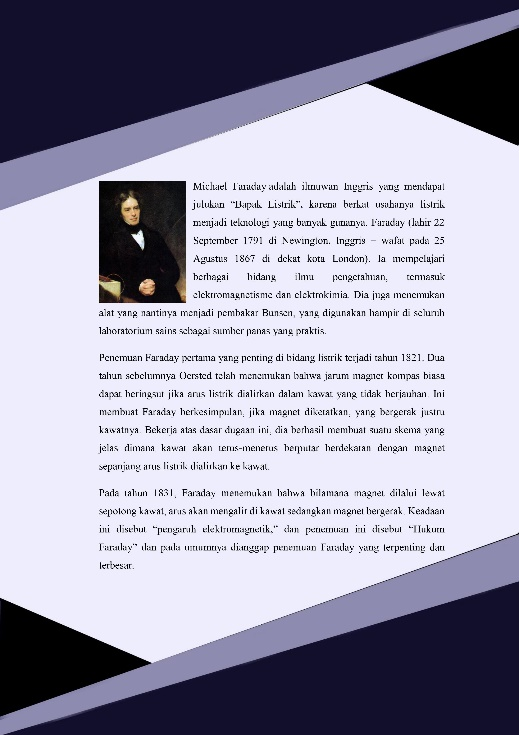 Michael Faraday adalah ilmuwan Inggris yang mendapat
julukan “Bapak Listrik”, karena berkat usahanya listrik
menjadi teknologi yang banyak gunanya. Faraday (lahir 22
September 1791 di Newington, Inggris – wafat pada 25
Agustus 1867 di dekat kota London). Ia mempelajari
berbagai bidang ilmu pengetahuan, termasuk
elektromagnetisme dan elektrokimia. Dia juga menemukan
alat yang nantinya menjadi pembakar Bunsen, yang digunakan hampir di seluruh
laboratorium sains sebagai sumber panas yang praktis.
Penemuan Faraday pertama yang penting di bidang listrik terjadi tahun 1821. Dua
tahun sebelumnya Oersted telah menemukan bahwa jarum magnet kompas biasa
dapat beringsut jika arus listrik dialirkan dalam kawat yang tidak berjauhan. Ini
membuat Faraday berkesimpulan, jika magnet diketatkan, yang bergerak justru
kawatnya. Bekerja atas dasar dugaan ini, dia berhasil membuat suatu skema yang
jelas dimana kawat akan terus-menerus berputar berdekatan dengan magnet
sepanjang arus listrik dialirkan ke kawat.
Pada tahun 1831, Faraday menemukan bahwa bilamana magnet dilalui lewat
sepotong kawat, arus akan mengalir di kawat sedangkan magnet bergerak. Keadaan
ini disebut “pengaruh elektromagnetik,” dan penemuan ini disebut “Hukum
Faraday” dan pada umumnya dianggap penemuan Faraday yang terpenting dan
terbesar.